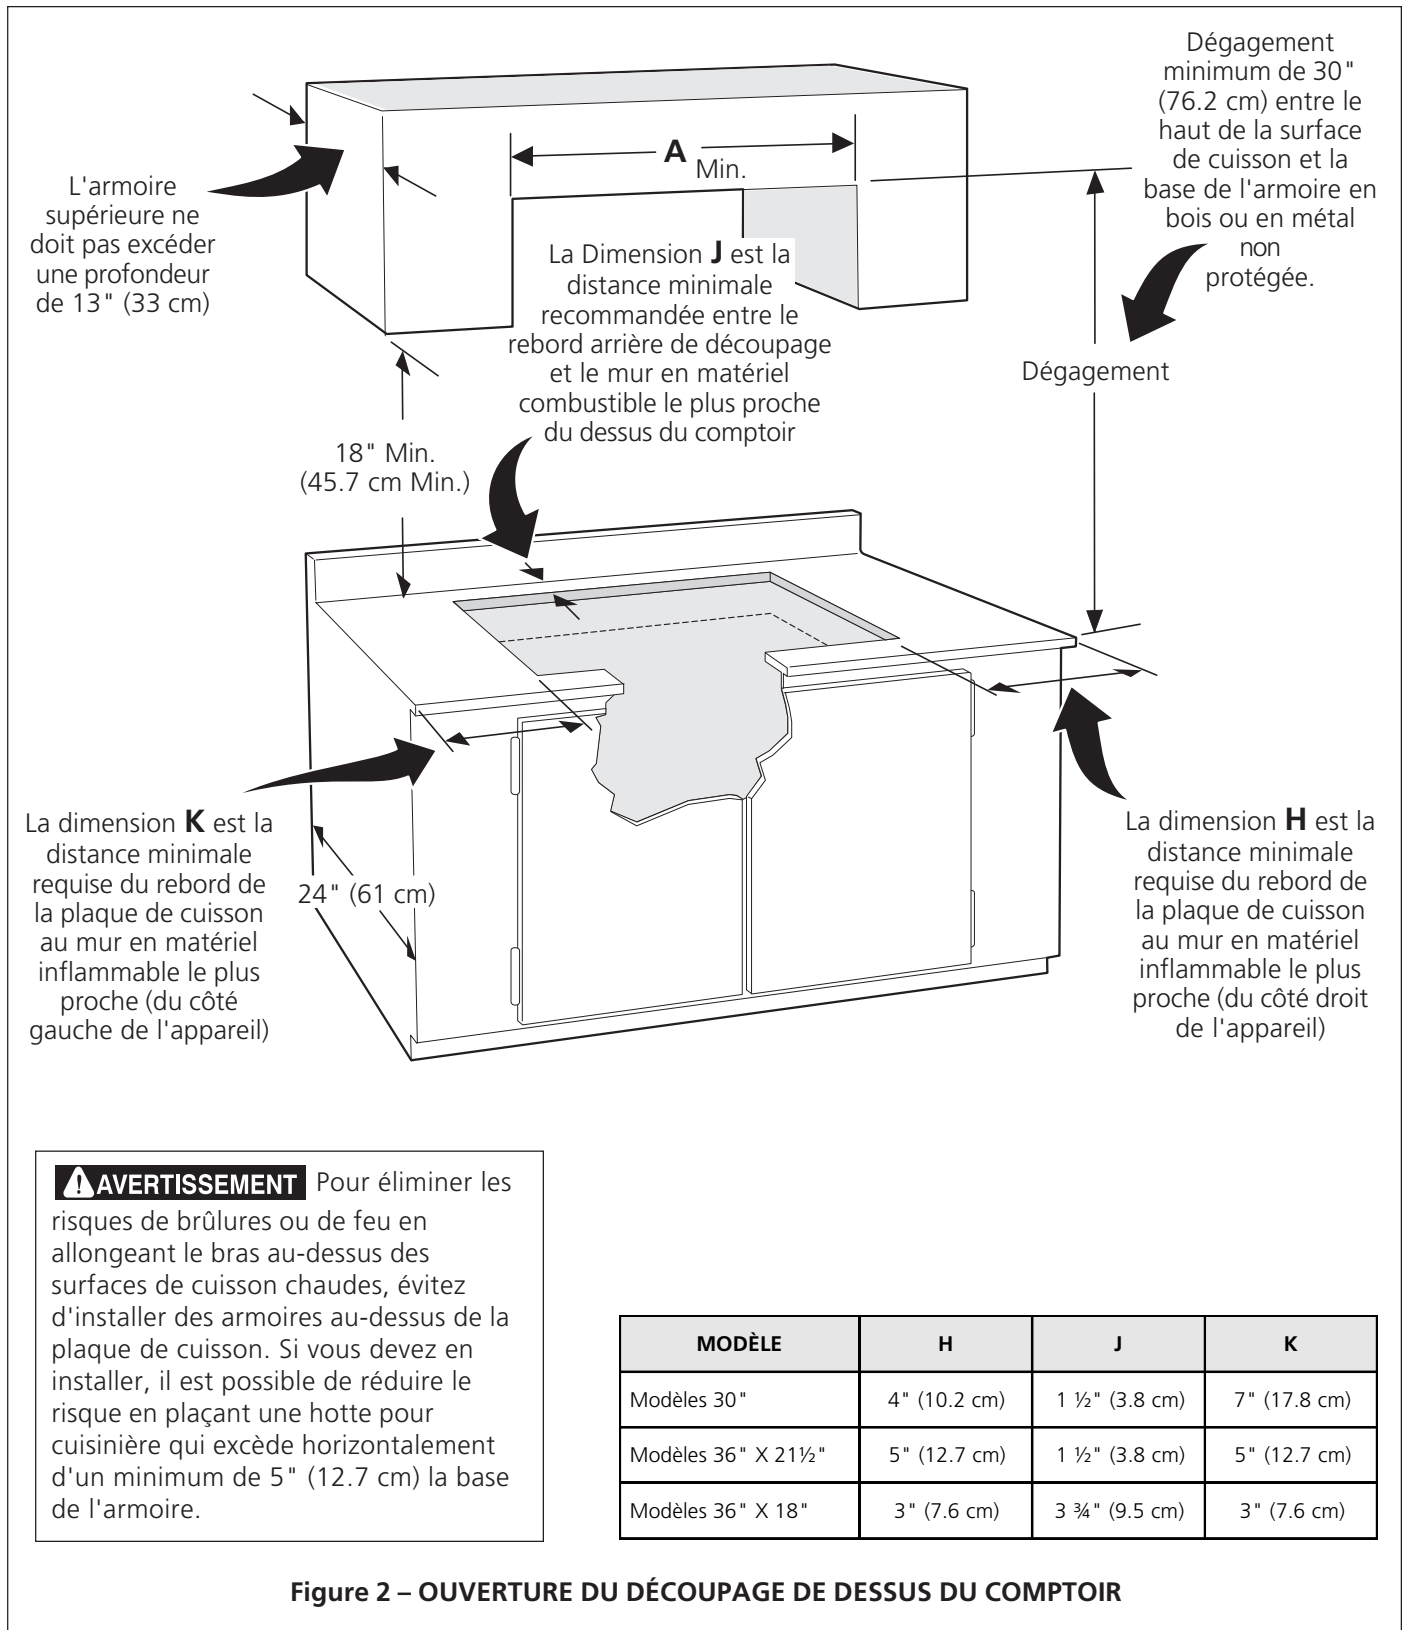 L'armoire
supérieure ne
doit pas excéder
une profondeur
de 13" (33 cm)
A
Min.
Dégagement
minimum de 30"
(76.2 cm) entre le
haut de la surface
de cuisson et la
base de l'armoire en
bois ou en métal
non
protégée.
La Dimension J est la
distance minimale
recommandée entre le
rebord arrière de découpage
et le mur en matériel
combustible le plus proche
du dessus du comptoir
Dégagement
18" Min.
(45.7 cm Min.)
La dimension K est la
distance minimale
requise du rebord de
la plaque de cuisson
au mur en matériel
inflammable le plus
proche (du côté
gauche de l'appareil)
24" (61 cm)
La dimension H est la
distance minimale
requise du rebord de
la plaque de cuisson
au mur en matériel
inflammable le plus
proche (du côté droit
de l'appareil)
AVERTISSEMENT Pour éliminer les
risques de brûlures ou de feu en
allongeant le bras au-dessus des
surfaces de cuisson chaudes, évitez
d'installer des armoires au-dessus de la
plaque de cuisson. Si vous devez en
installer, il est possible de réduire le
risque en plaçant une hotte pour
cuisinière qui excède horizontalement
d'un minimum de 5" (12.7 cm) la base
de l'armoire.
MODÈLE H J K
Modèles 30" 4" (10.2 cm) 1 ½" (3.8 cm) 7" (17.8 cm)
Modèles 36" X 21½" 5" (12.7 cm) 1 ½" (3.8 cm) 5" (12.7 cm)
Modèles 36" X 18" 3" (7.6 cm) 3 ¾" (9.5 cm) 3" (7.6 cm)
Figure 2 – OUVERTURE DU DÉCOUPAGE DE DESSUS DU COMPTOIR